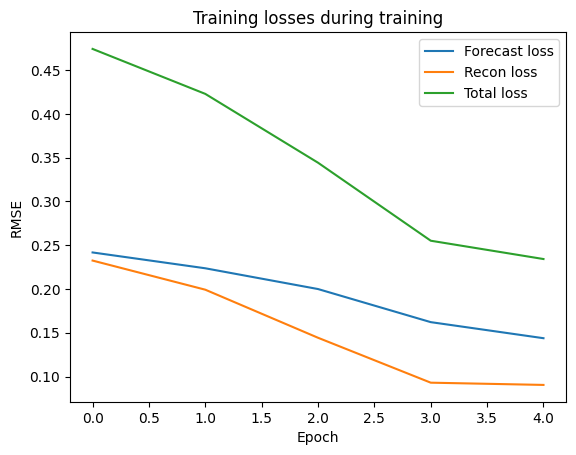 Training losses during training
Forecast loss
Recon loss
Total loss
0.45
0.40
0.35
0.30
0.25
0.20
0.15
0.10
RMSE
0.0 0.5 1.0 1.5 2.0 2.5 3.0 3.5 4.0
Epoch